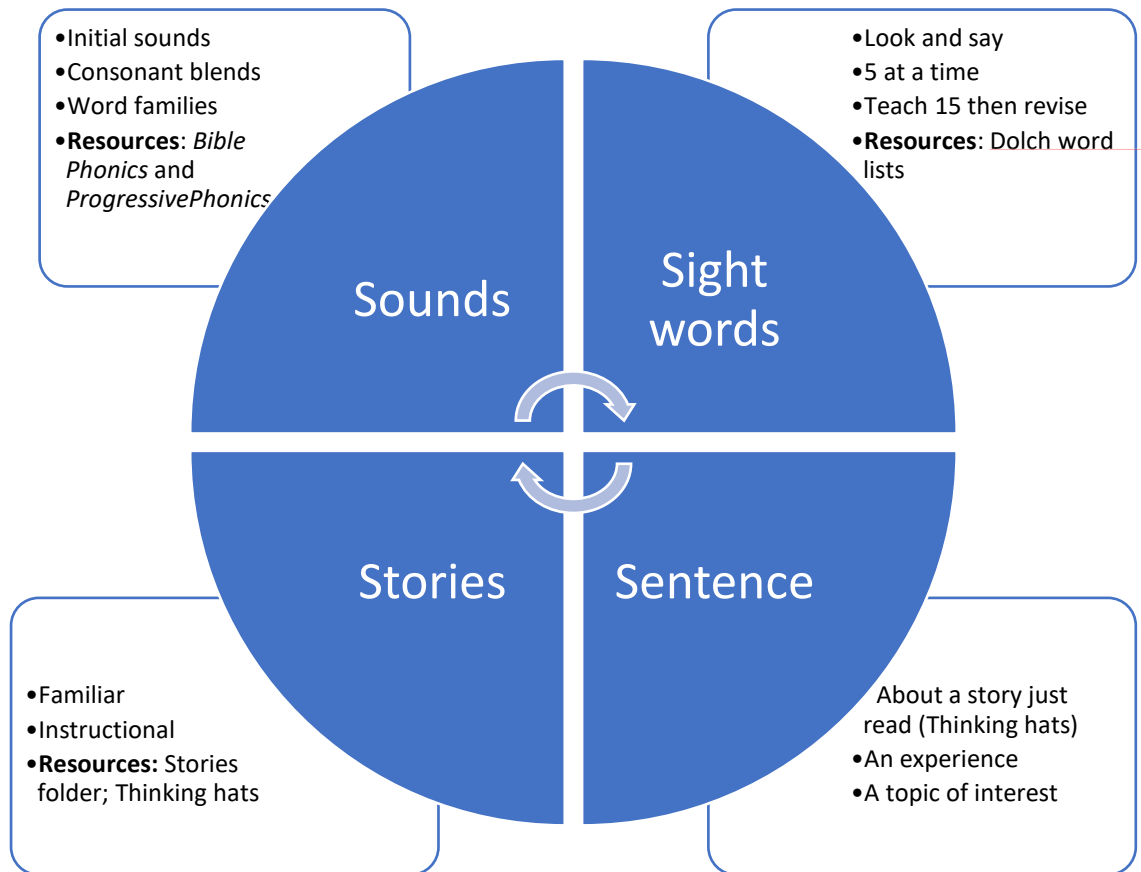 •Initial sounds
•Consonant blends
•Word families
•Resources: Bible
Phonics and
ProgressivePhonics
•Look and say
•5 at a time
•Teach 15 then revise
•Resources: Dolch word
lists
Sounds
Sight
words
Stories
Sentence
•Familiar
•Instructional
•Resources: Stories
folder; Thinking hats
About a story just
read (Thinking hats)
•An experience
•A topic of interest